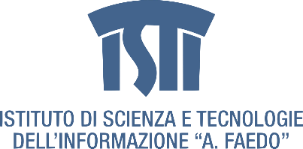 ISTI
ISTITUTO DI SCIENZA E TECNOLOGIE
DELL'INFORMAZIONE “A. FAEDO”